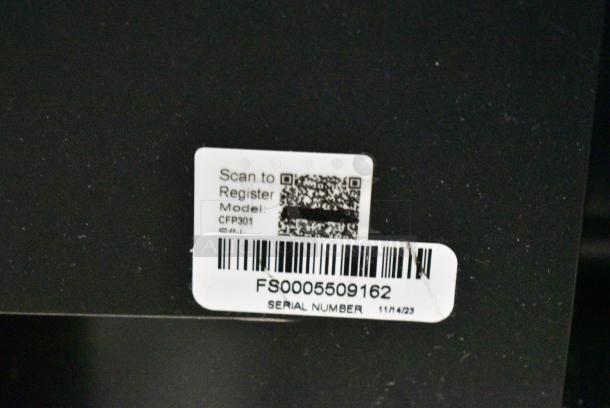 Scan to
Register
Model:
CFP301
S/N:
FS0005509162
SERIAL NUMBER 11/14/23